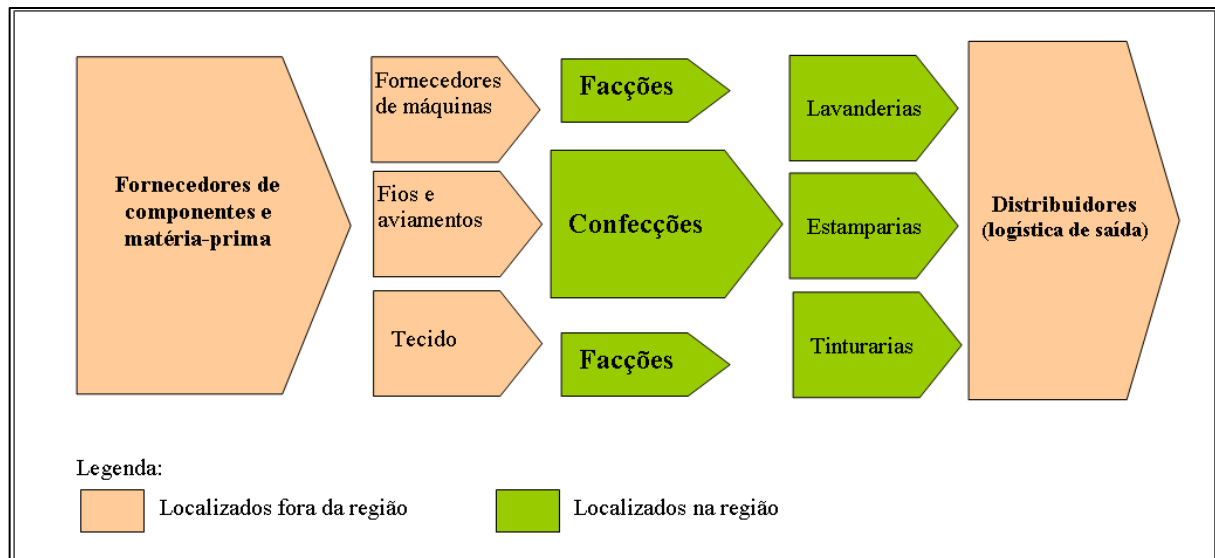 Fornecedores de
componentes e
matéria-prima
Fornecedores
de máquinas
Fios e
aviamentos
Tecido
Facções
Confecções
Facções
Lavanderias
Estamparias
Tinturarias
Distribuidores
(logística de saída)
Legenda:
Localizados fora da região
Localizados na região